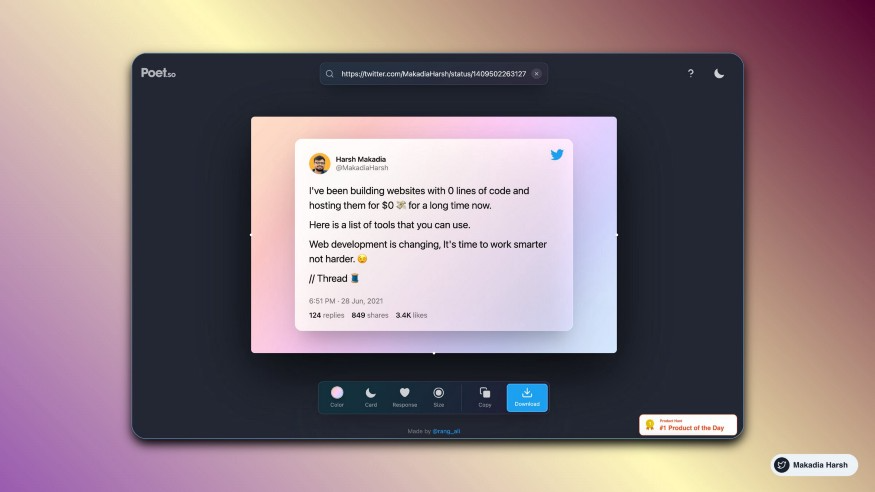 Poet.so
https://twitter.com/MakadiaHarsh/status/1409502263127
?
Harsh Makadia
@MakadiaHarsh
I've been building websites with 0 lines of code and
hosting them for $0 💸 for a long time now.
Here is a list of tools that you can use.
Web development is changing, It's time to work smarter
not harder. 😉
// Thread 🧵
6:51 PM · 28 Jun, 2021
124 replies 849 shares 3.4K likes
Color Card Response Size Copy Download
Product Hunt
#1 Product of the Day
Made by @rang_ali
Makadia Harsh